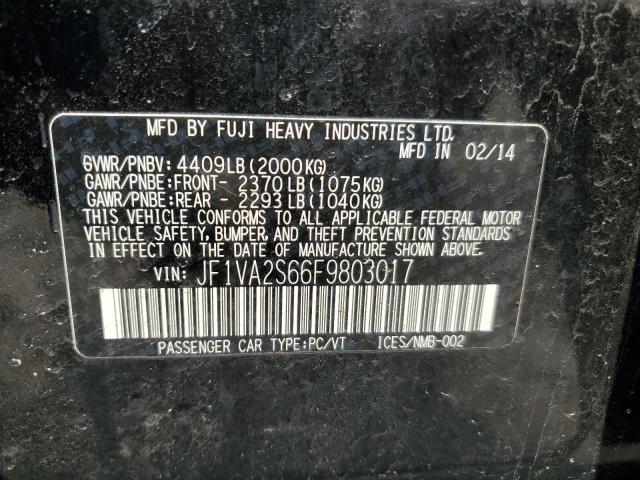 MFD BY FUJI HEAVY INDUSTRIES LTD.
MFD IN 02/14
GVWR/PNBV: 4409LB(2000KG)
GAWR/PNBE:FRONT- 2370LB(1075KG)
GAWR/PNBE:REAR - 2293LB(1040KG)
THIS VEHICLE CONFORMS TO ALL APPLICABLE FEDERAL MOTOR
VEHICLE SAFETY, BUMPER, AND THEFT PREVENTION STANDARDS
IN EFFECT ON THE DATE OF MANUFACTURE SHOWN ABOVE.
VIN: JF1VA2S66F9803017
PASSENGER CAR TYPE:PC/VT ICES/NMB-002